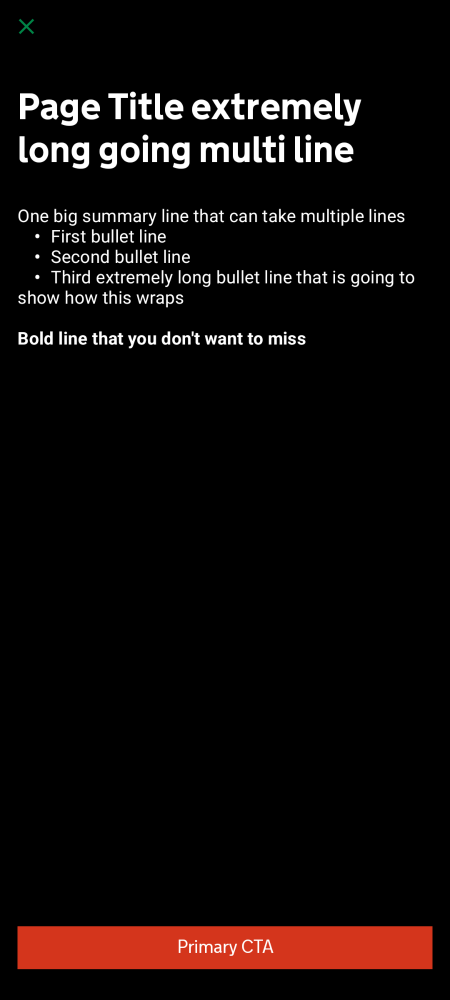 Page Title extremely
long going multi line
One big summary line that can take multiple lines
• First bullet line
• Second bullet line
• Third extremely long bullet line that is going to
show how this wraps
Bold line that you don't want to miss
Primary CTA